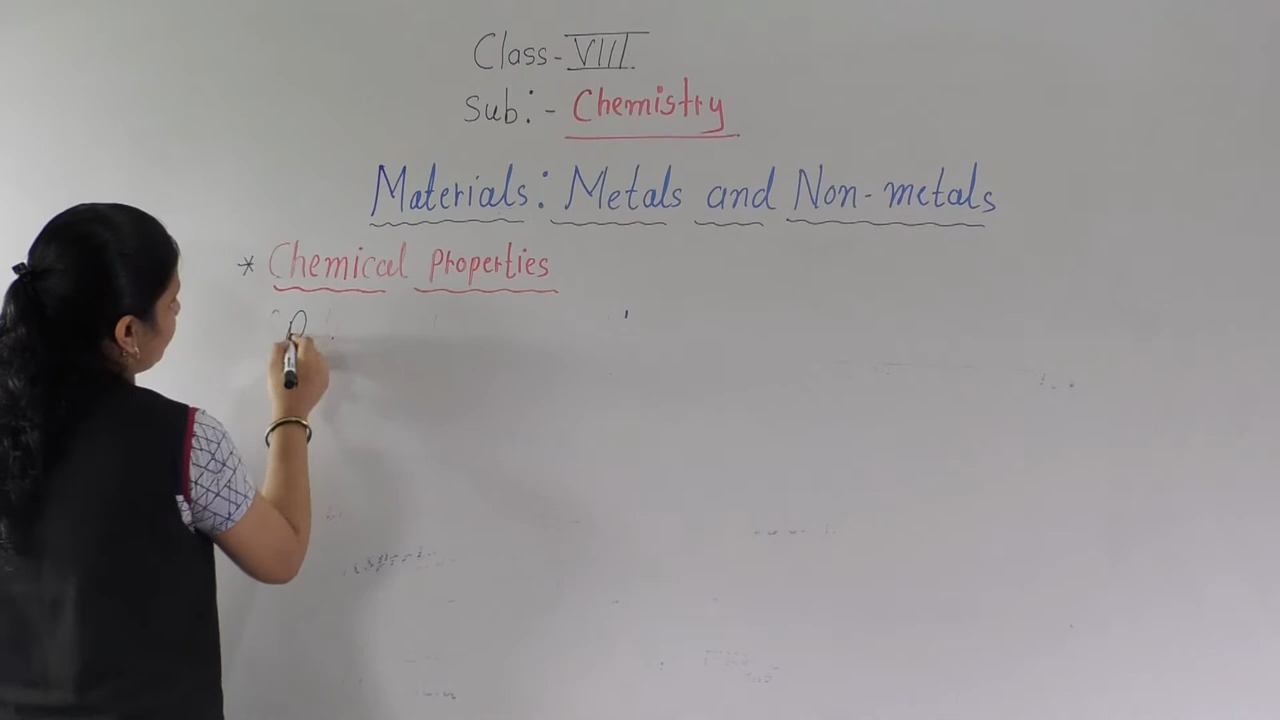 Class-VIII
Sub:- Chemistry
Materials: Metals and Non-metals
* Chemical Properties